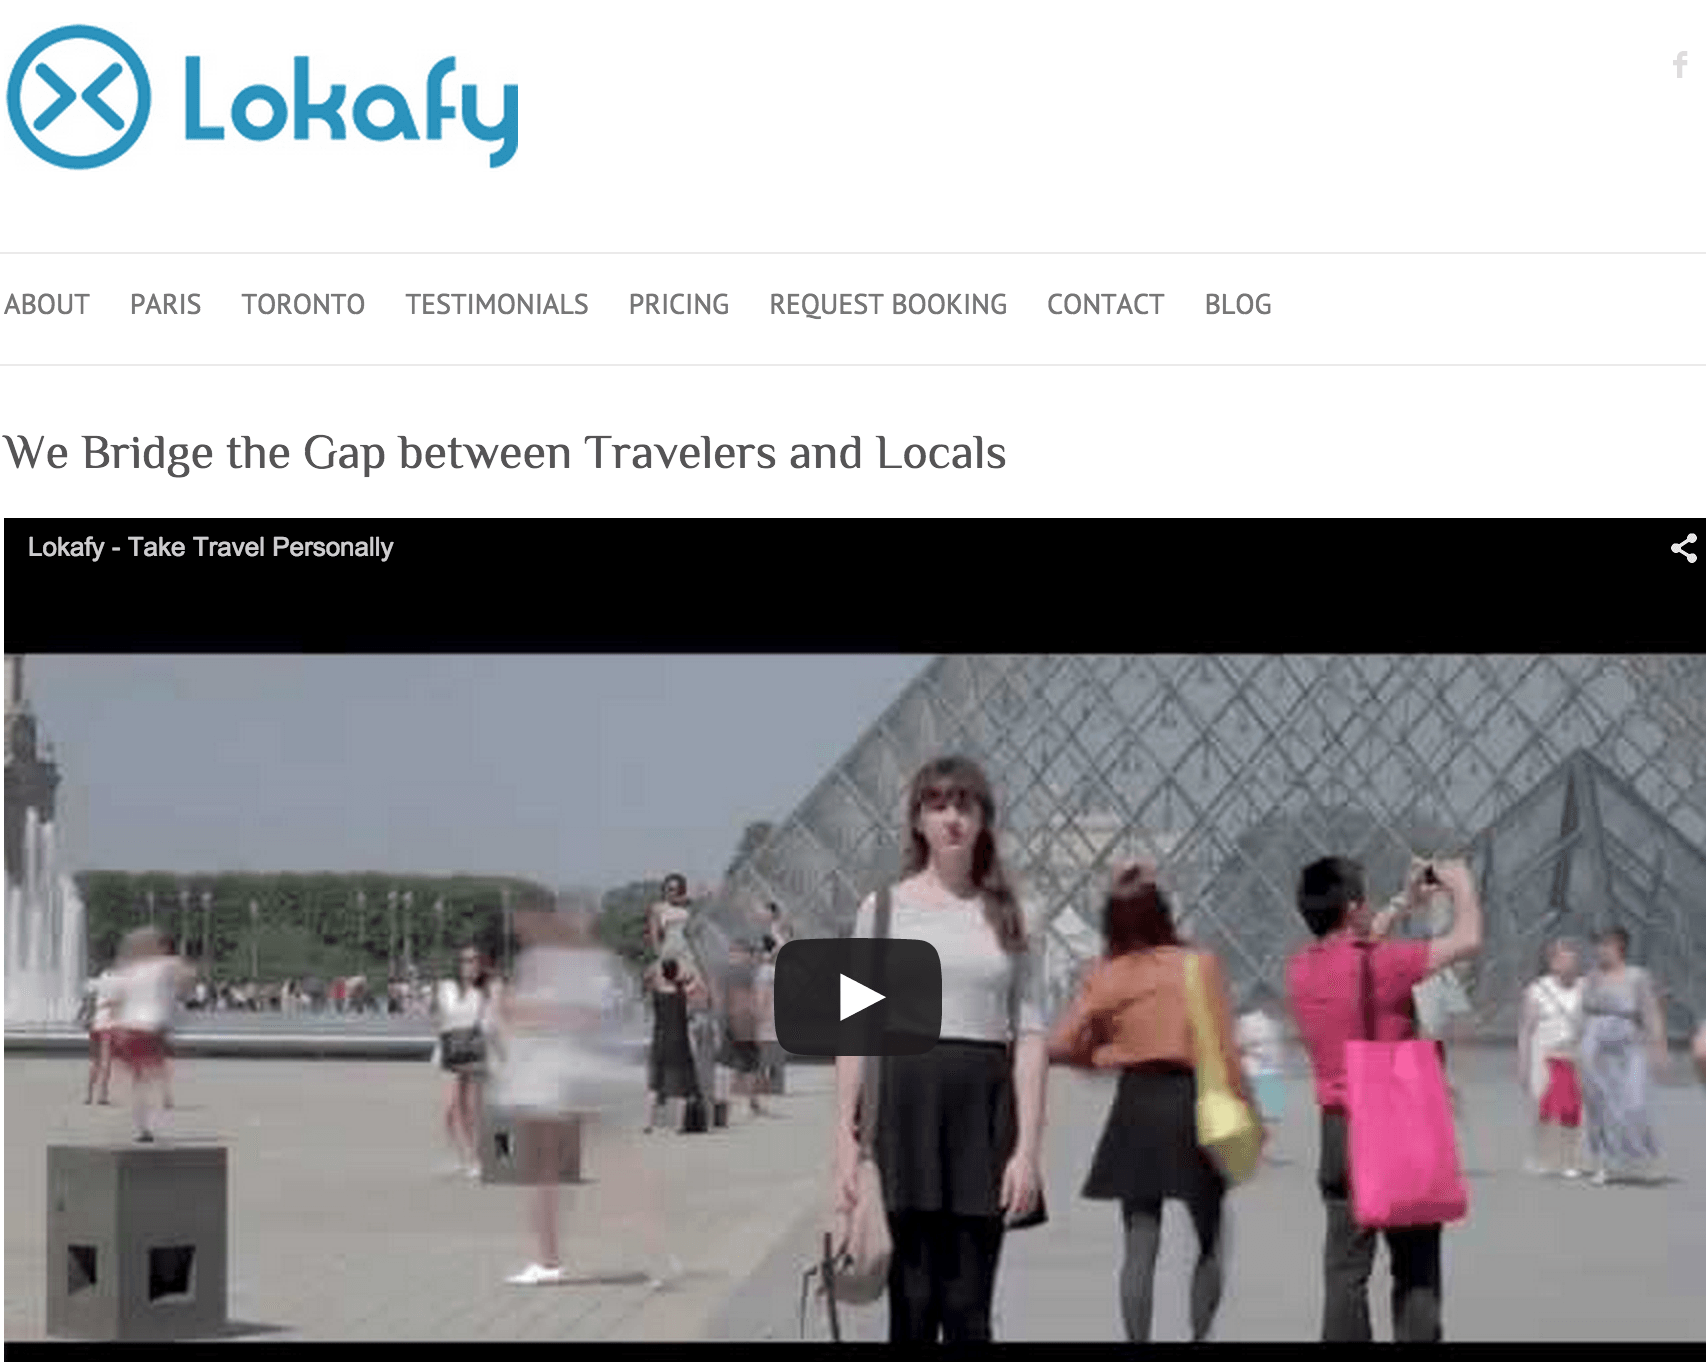 Lokafy
f
ABOUT PARIS TORONTO TESTIMONIALS PRICING REQUEST BOOKING CONTACT BLOG
We Bridge the Gap between Travelers and Locals
Lokafy - Take Travel Personally